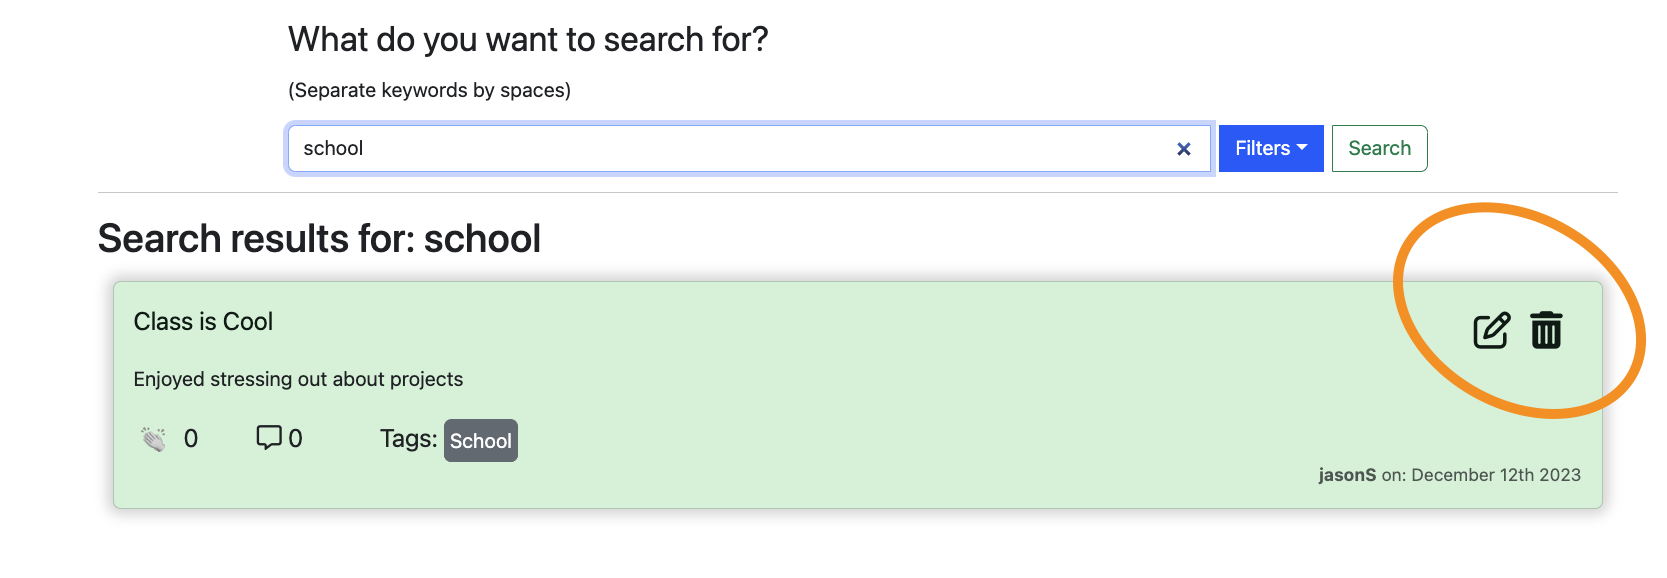 What do you want to search for?
(Separate keywords by spaces)
school × Filters Search
Search results for: school
Class is Cool
Enjoyed stressing out about projects
0 0 Tags: School
jasonS on: December 12th 2023